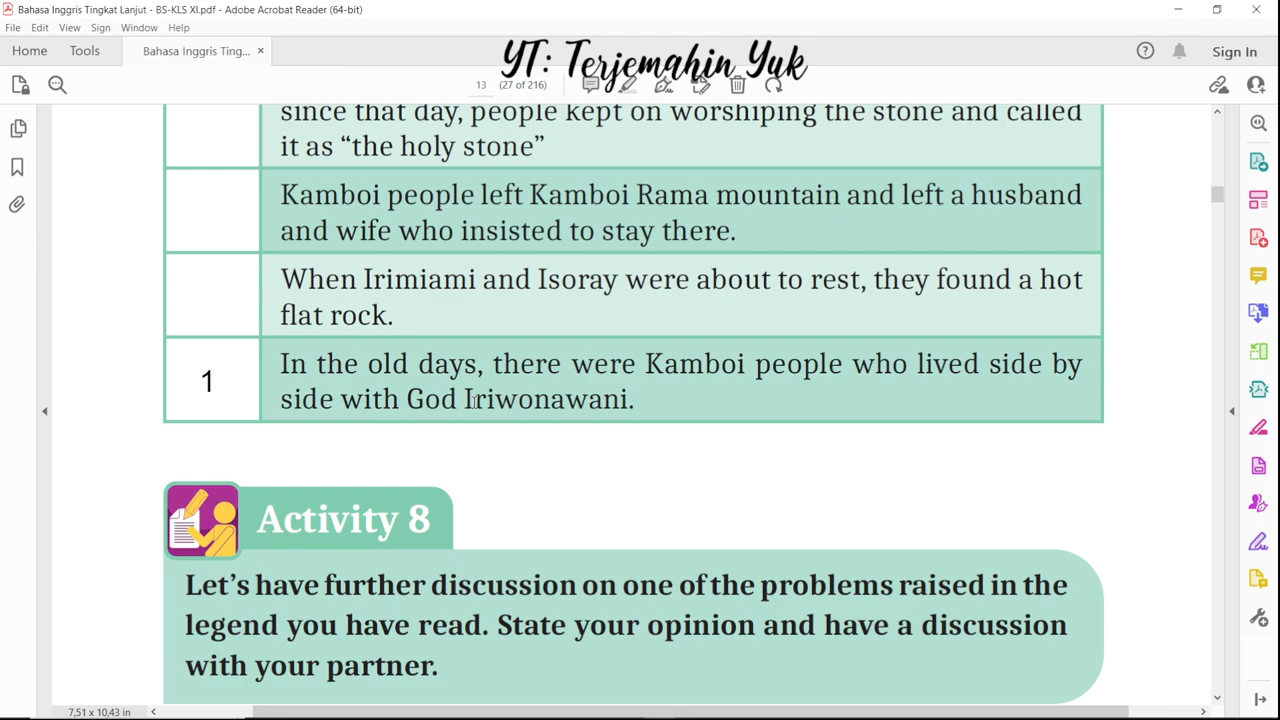 Bahasa Inggris Tingkat Lanjut - BS-KLS XI.pdf - Adobe Acrobat Reader (64-bit)
File Edit View Sign Window Help
Home Tools Bahasa Inggris Ting... × Sign In
YT: Terjemahin Yuk
13 (27 of 216)
since that day, people kept on worshiping the stone and called
it as “the holy stone”
Kamboi people left Kamboi Rama mountain and left a husband
and wife who insisted to stay there.
When Irimiami and Isoray were about to rest, they found a hot
flat rock.
1 In the old days, there were Kamboi people who lived side by
side with God Iriwonawani.
Activity 8
Let’s have further discussion on one of the problems raised in the
legend you have read. State your opinion and have a discussion
with your partner.
7,51 x 10,43 in